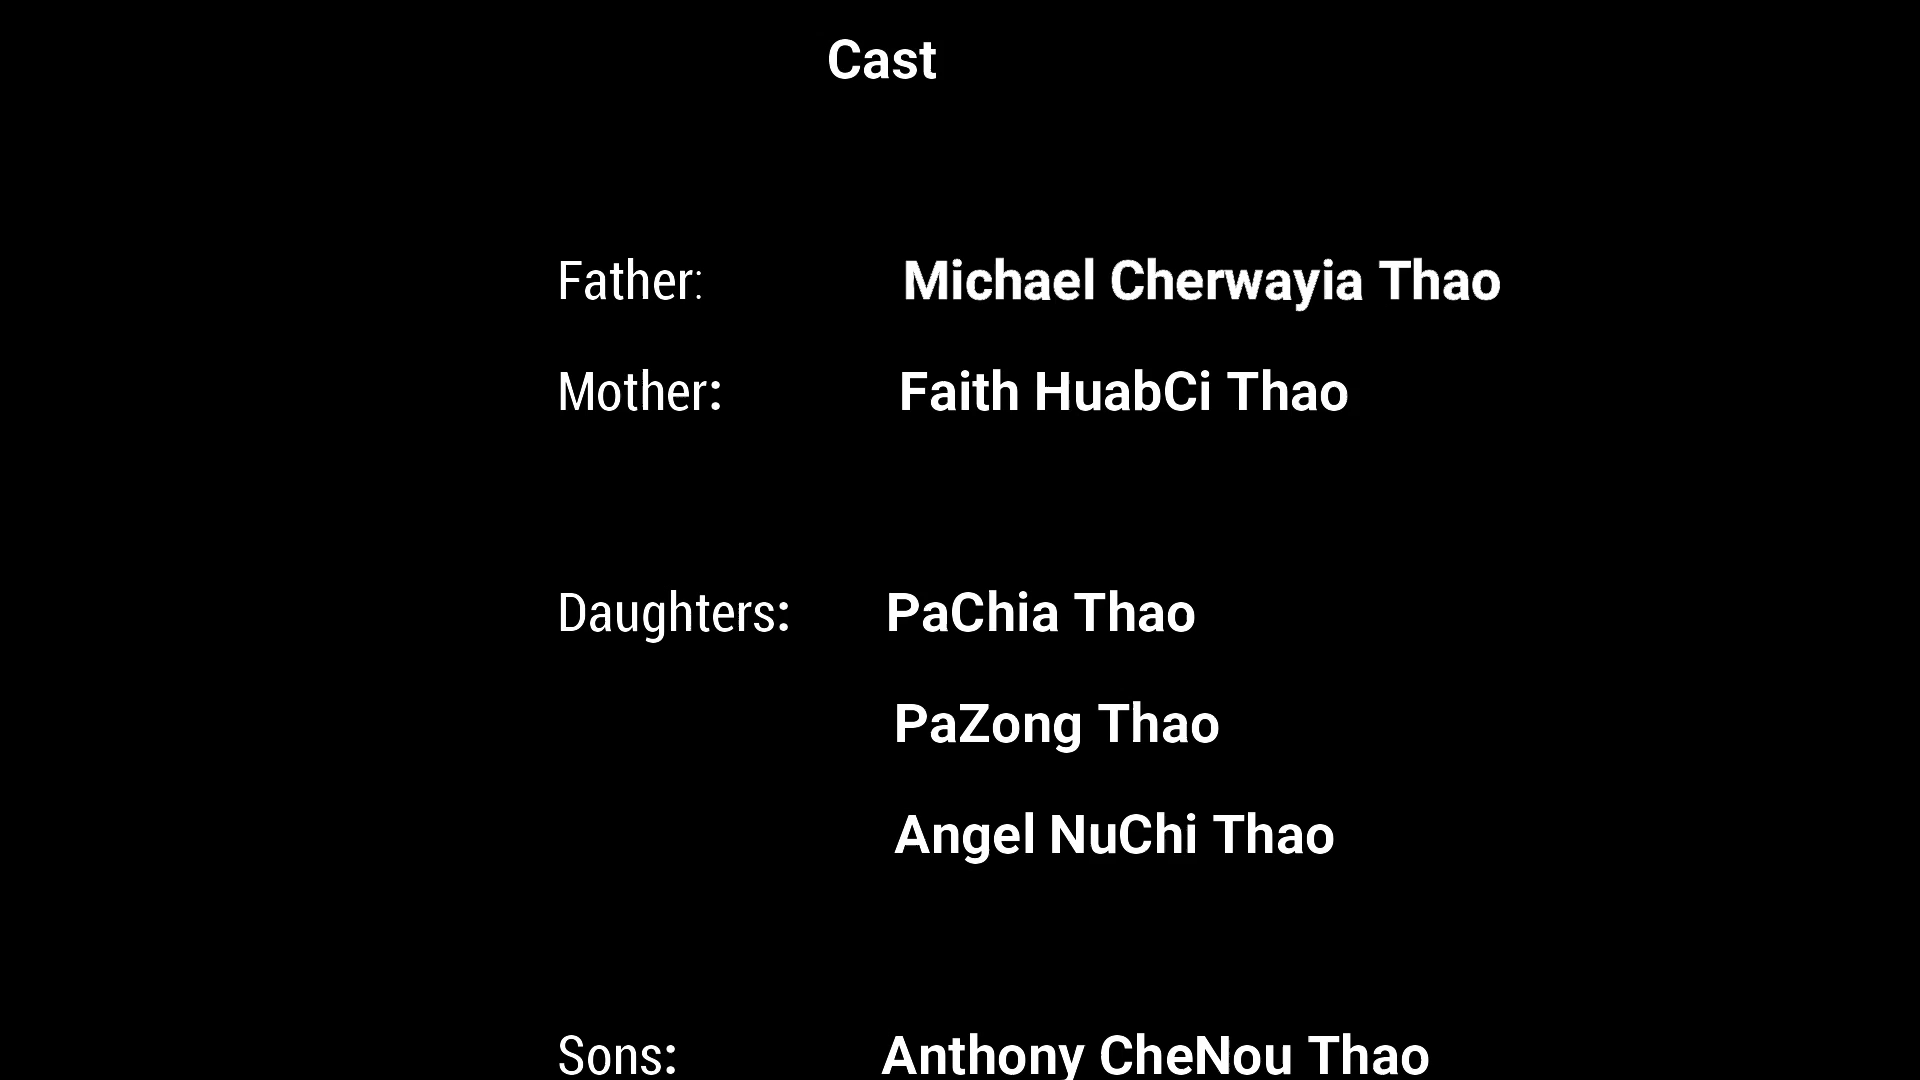 Cast
Father: Michael Cherwayia Thao
Mother: Faith HuabCi Thao
Daughters: PaChia Thao
PaZong Thao
Angel NuChi Thao
Sons: Anthony CheNou Thao